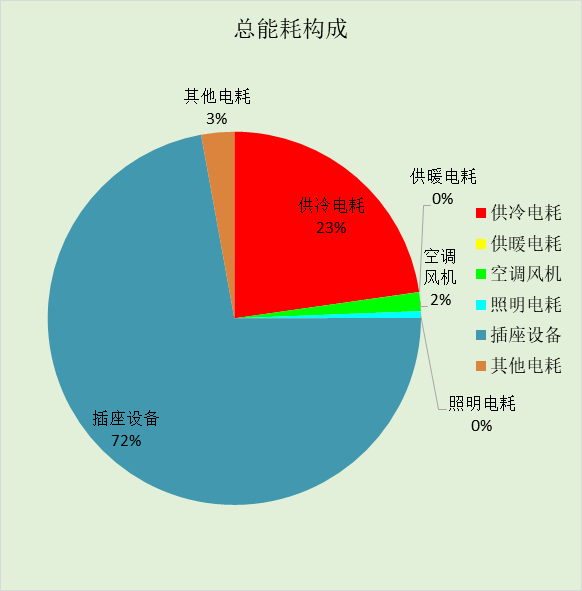 总能耗构成
其他电耗
3%
供冷电耗
23%
供暖电耗
0%
空调
风机
2%
照明电耗
0%
插座设备
72%
供冷电耗
供暖电耗
空调风机
照明电耗
插座设备
其他电耗